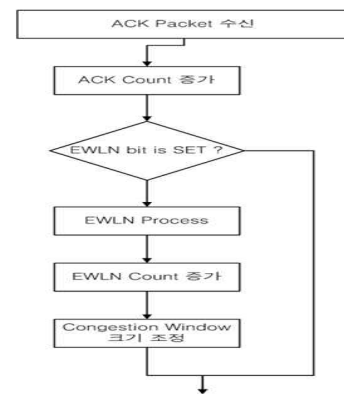 ACK Packet 수신
ACK Count 증가
EWLN bit is SET ?
EWLN Process
EWLN Count 증가
Congestion Window
크기 조정